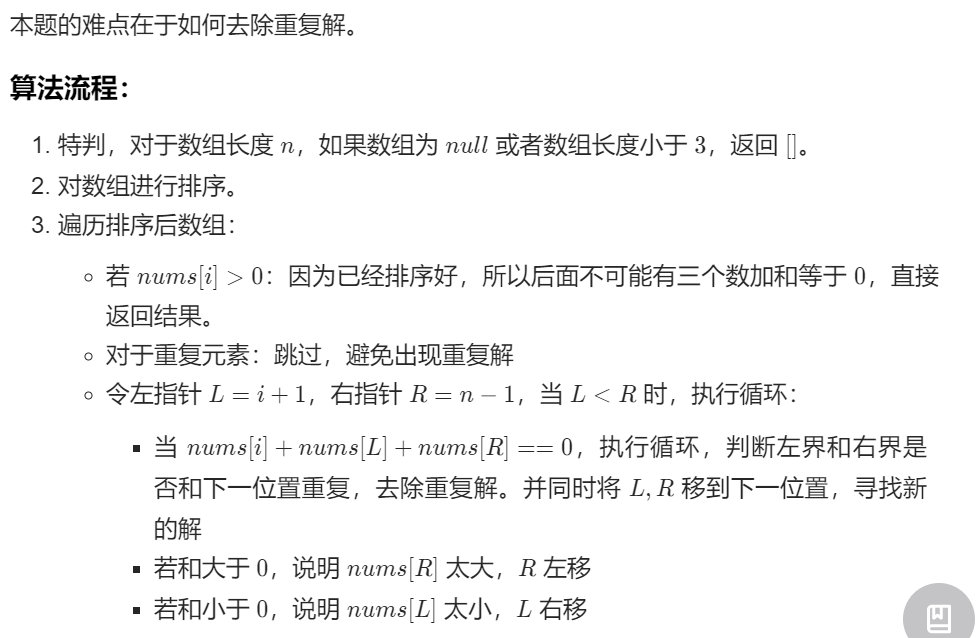 本题的难点在于如何去除重复解。
算法流程：
1. 特判，对于数组长度 n，如果数组为 null 或者数组长度小于 3，返回 []。
2. 对数组进行排序。
3. 遍历排序后数组：
◦ 若 nums[i] > 0：因为已经排序好，所以后面不可能有三个数加和等于 0，直接
返回结果。
◦ 对于重复元素：跳过，避免出现重复解
◦ 令左指针 L = i + 1，右指针 R = n − 1，当 L < R 时，执行循环：
▪ 当 nums[i] + nums[L] + nums[R] == 0，执行循环，判断左界和右界是
否和下一位置重复，去除重复解。并同时将 L, R 移到下一位置，寻找新
的解
▪ 若和大于 0，说明 nums[R] 太大，R 左移
▪ 若和小于 0，说明 nums[L] 太小，L 右移